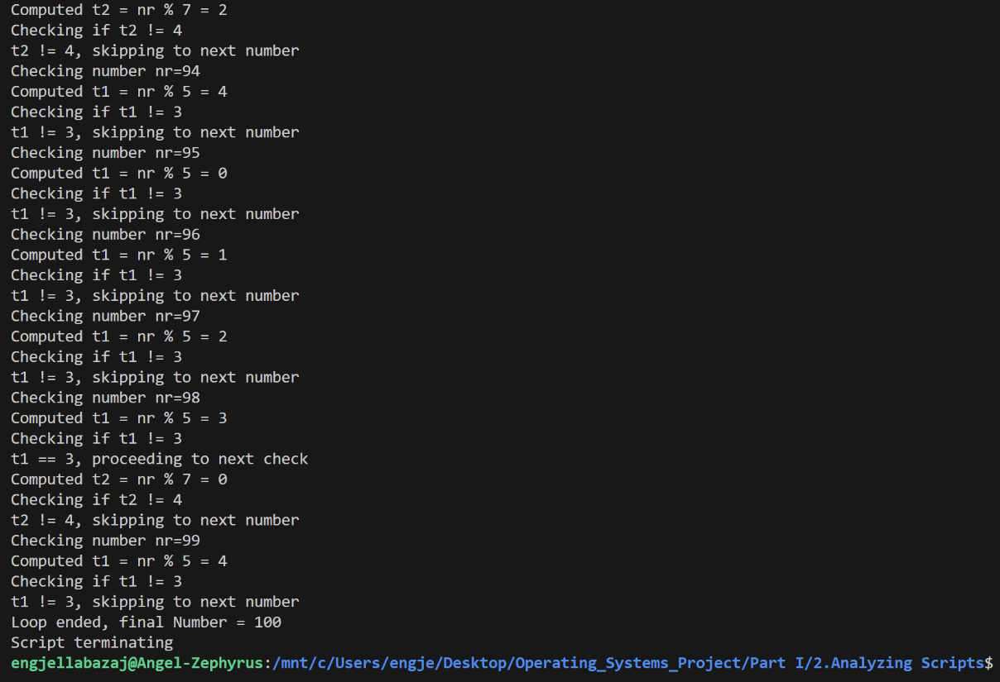 Computed t2 = nr % 7 = 2
Checking if t2 != 4
t2 != 4, skipping to next number
Checking number nr=94
Computed t1 = nr % 5 = 4
Checking if t1 != 3
t1 != 3, skipping to next number
Checking number nr=95
Computed t1 = nr % 5 = 0
Checking if t1 != 3
t1 != 3, skipping to next number
Checking number nr=96
Computed t1 = nr % 5 = 1
Checking if t1 != 3
t1 != 3, skipping to next number
Checking number nr=97
Computed t1 = nr % 5 = 2
Checking if t1 != 3
t1 != 3, skipping to next number
Checking number nr=98
Computed t1 = nr % 5 = 3
Checking if t1 != 3
t1 == 3, proceeding to next check
Computed t2 = nr % 7 = 0
Checking if t2 != 4
t2 != 4, skipping to next number
Checking number nr=99
Computed t1 = nr % 5 = 4
Checking if t1 != 3
t1 != 3, skipping to next number
Loop ended, final Number = 100
Script terminating
engjellabazaj@Angel-Zephyrus:/mnt/c/Users/engje/Desktop/Operating_Systems_Project/Part I/2.Analyzing Scripts$